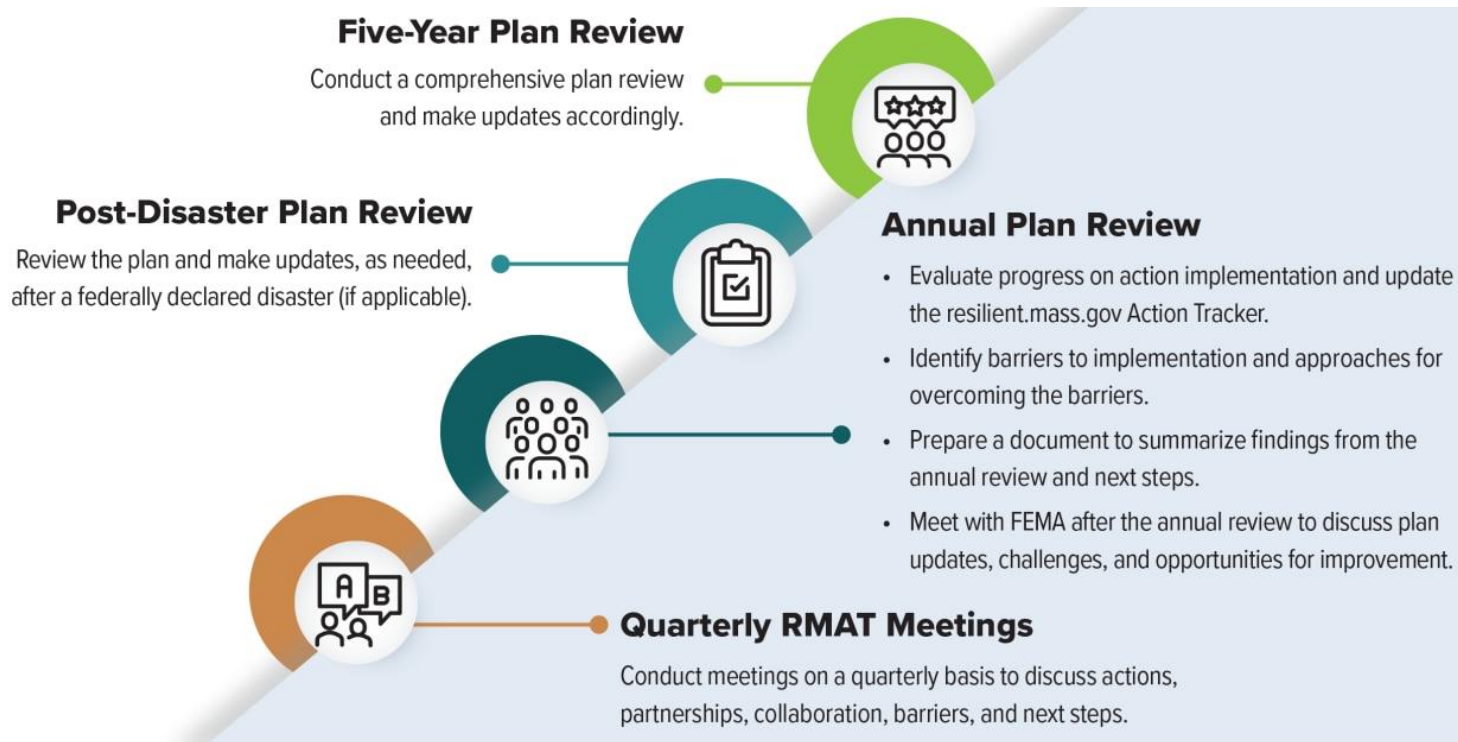 Five-Year Plan Review
Conduct a comprehensive plan review
and make updates accordingly.
Post-Disaster Plan Review
Review the plan and make updates, as needed,
after a federally declared disaster (if applicable).
Annual Plan Review
• Evaluate progress on action implementation and update
the resilient.mass.gov Action Tracker.
• Identify barriers to implementation and approaches for
overcoming the barriers.
• Prepare a document to summarize findings from the
annual review and next steps.
• Meet with FEMA after the annual review to discuss plan
updates, challenges, and opportunities for improvement.
A B
Quarterly RMAT Meetings
Conduct meetings on a quarterly basis to discuss actions,
partnerships, collaboration, barriers, and next steps.